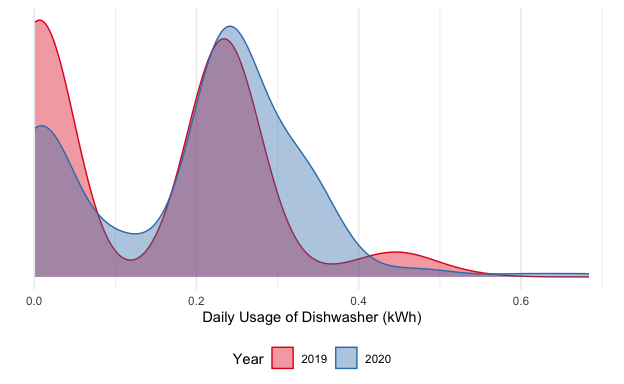 0.0 0.2 0.4 0.6
Daily Usage of Dishwasher (kWh)
Year 2019 2020